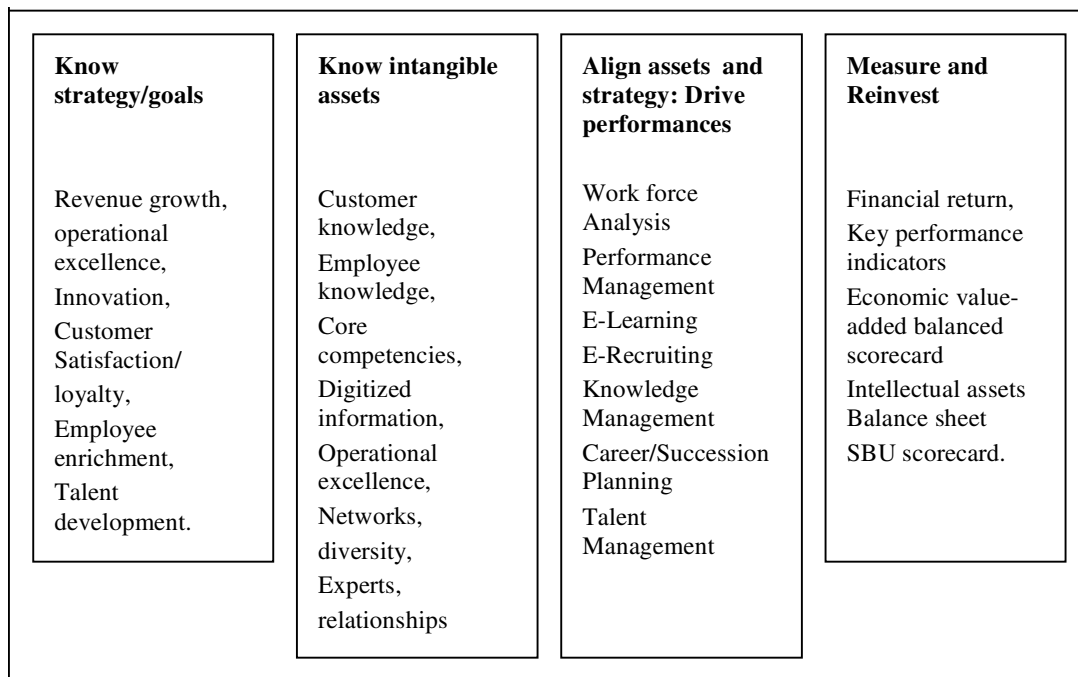 Know
strategy/goals
Revenue growth,
operational
excellence,
Innovation,
Customer
Satisfaction/
loyalty,
Employee
enrichment,
Talent
development.
Know intangible
assets
Customer
knowledge,
Employee
knowledge,
Core
competencies,
Digitized
information,
Operational
excellence,
Networks,
diversity,
Experts,
relationships
Align assets and
strategy: Drive
performances
Work force
Analysis
Performance
Management
E-Learning
E-Recruiting
Knowledge
Management
Career/Succession
Planning
Talent
Management
Measure and
Reinvest
Financial return,
Key performance
indicators
Economic value-
added balanced
scorecard
Intellectual assets
Balance sheet
SBU scorecard.